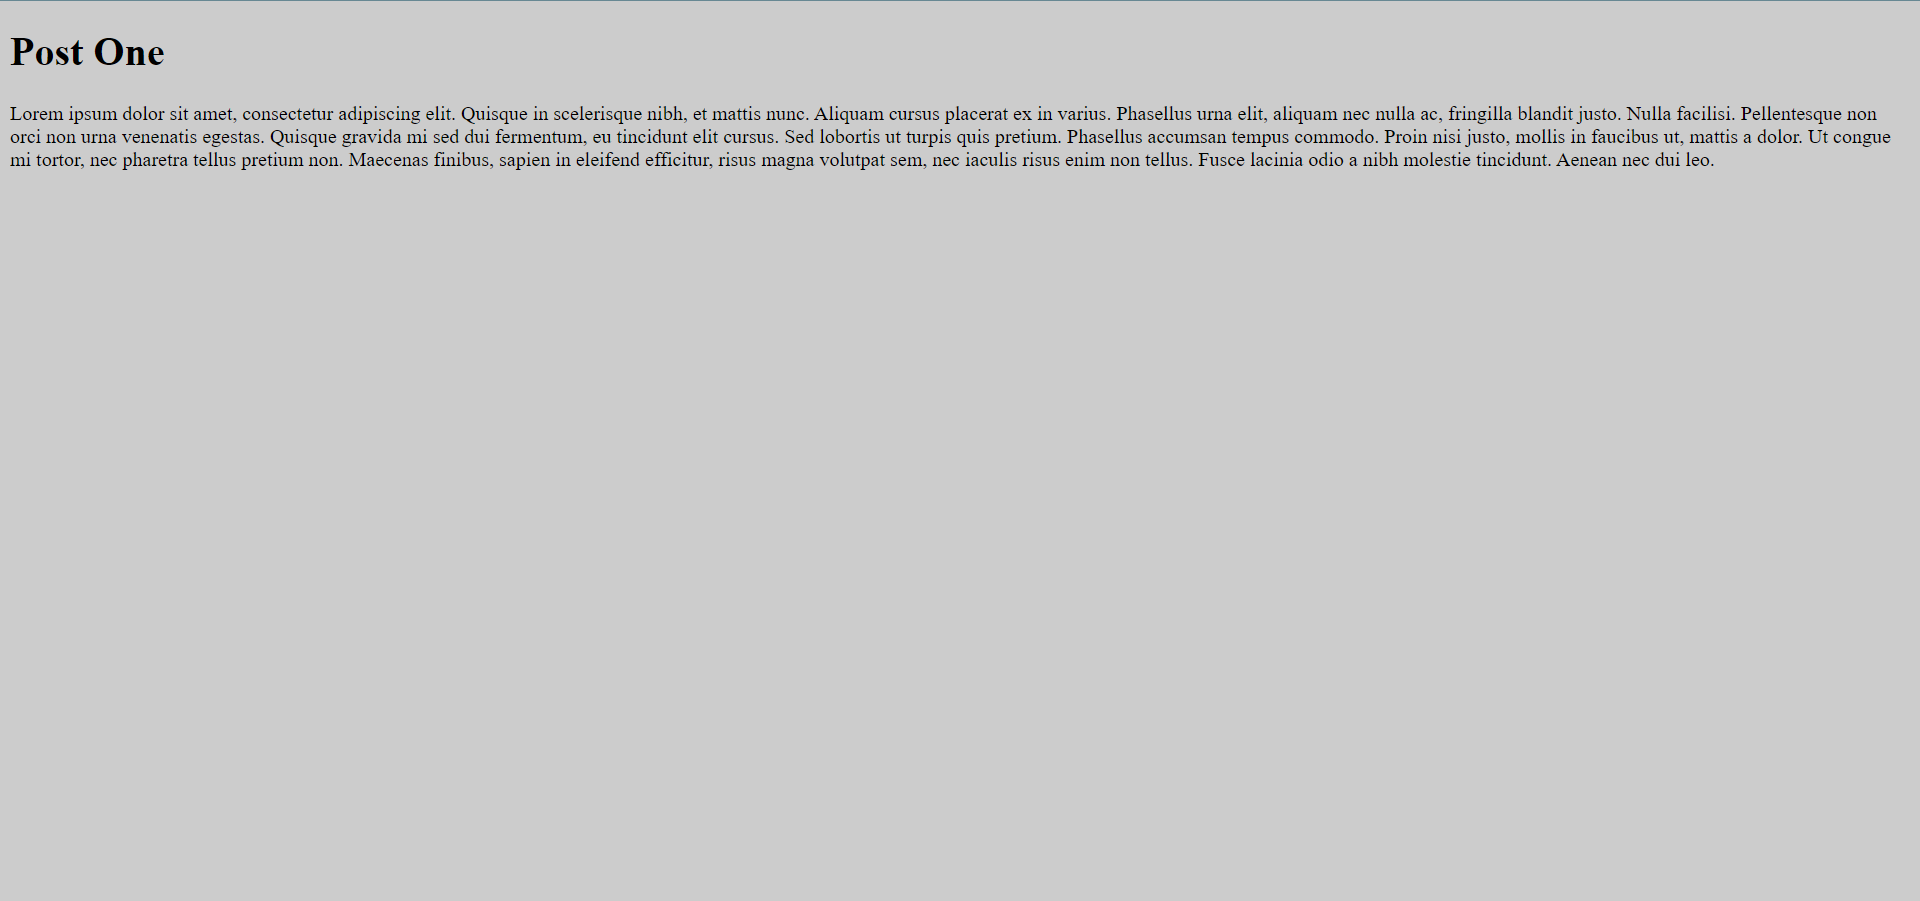 Post One
Lorem ipsum dolor sit amet, consectetur adipiscing elit. Quisque in scelerisque nibh, et mattis nunc. Aliquam cursus placerat ex in varius. Phasellus urna elit, aliquam nec nulla ac, fringilla blandit justo. Nulla facilisi. Pellentesque non
orci non urna venenatis egestas. Quisque gravida mi sed dui fermentum, eu tincidunt elit cursus. Sed lobortis ut turpis quis pretium. Phasellus accumsan tempus commodo. Proin nisi justo, mollis in faucibus ut, mattis a dolor. Ut congue
mi tortor, nec pharetra tellus pretium non. Maecenas finibus, sapien in eleifend efficitur, risus magna volutpat sem, nec iaculis risus enim non tellus. Fusce lacinia odio a nibh molestie tincidunt. Aenean nec dui leo.